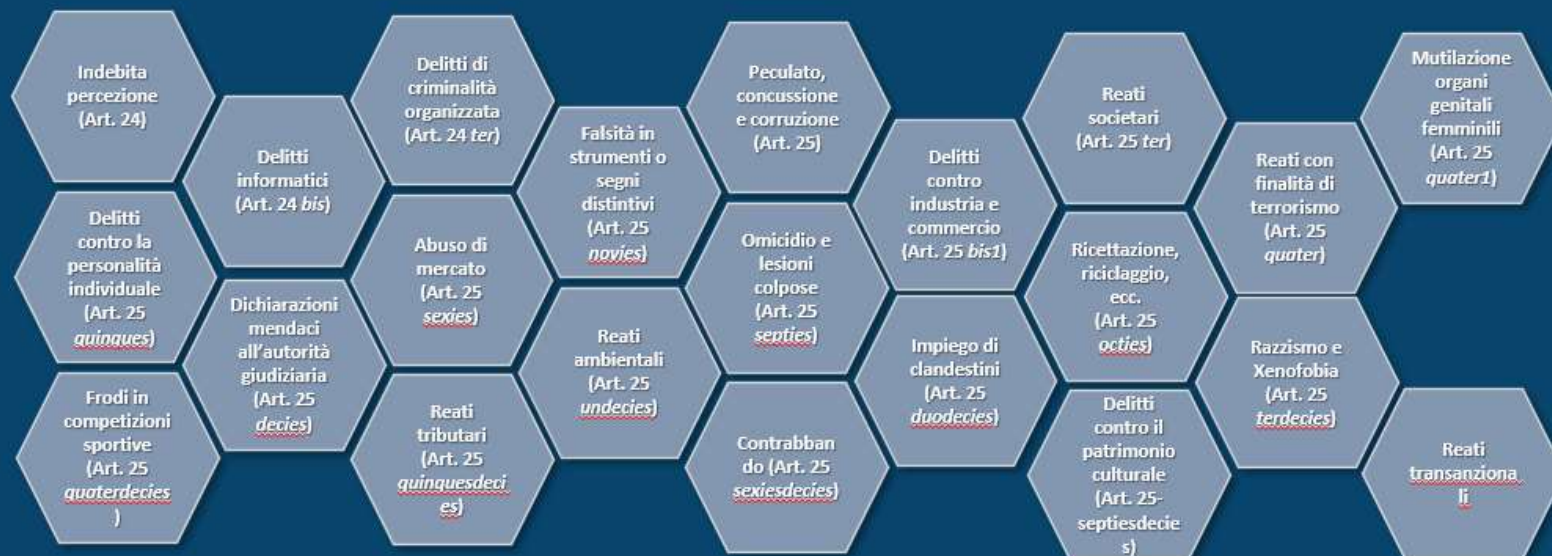 Indebita
percezione
(Art. 24)
Delitti
informatici
(Art. 24 bis)
Delitti di
criminalità
organizzata
(Art. 24 ter)
Falsità in
strumenti o
segni
distintivi
(Art. 25
novies)
Peculato,
concussione
e corruzione
(Art. 25)
Delitti
contro
industria e
commercio
(Art. 25 bis1)
Reati
societari
(Art. 25 ter)
Reati con
finalità di
terrorismo
(Art. 25
quater)
Mutilazione
organi
genitali
femminili
(Art. 25
quater1)
Delitti
contro la
personalità
individuale
(Art. 25
quinques)
Dichiarazioni
mendaci
all'autorità
giudiziaria
(Art. 25
decies)
Abuso di
mercato
(Art. 25
sexies)
Reati
ambientali
(Art. 25
undecies)
Omicidio e
lesioni
colpose
(Art. 25
septies)
Impiego di
clandestini
(Art. 25
duodecies)
Ricettazione,
riciclaggio,
ecc.
(Art. 25
octies)
Razzismo e
Xenofobia
(Art. 25
terdecies)
Frodi in
competizioni
sportive
(Art. 25
quaterdecies
)
Reati
tributari
(Art. 25
quinquesdeci
es)
Contrabban
do (Art. 25
sexiesdecies)
Delitti
contro il
patrimonio
culturale
(Art. 25-
septiesdecie
s)
Reati
transanziona
li